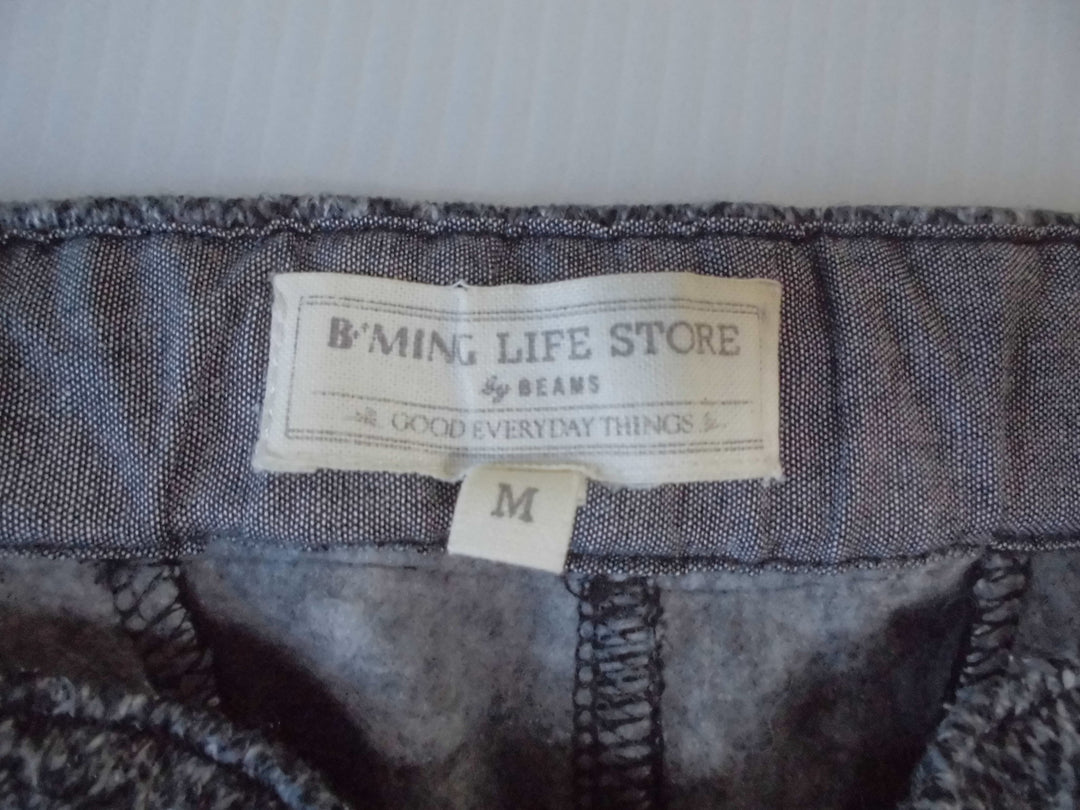 B:MING LIFE STORE
by BEAMS
GOOD EVERYDAY THINGS
M